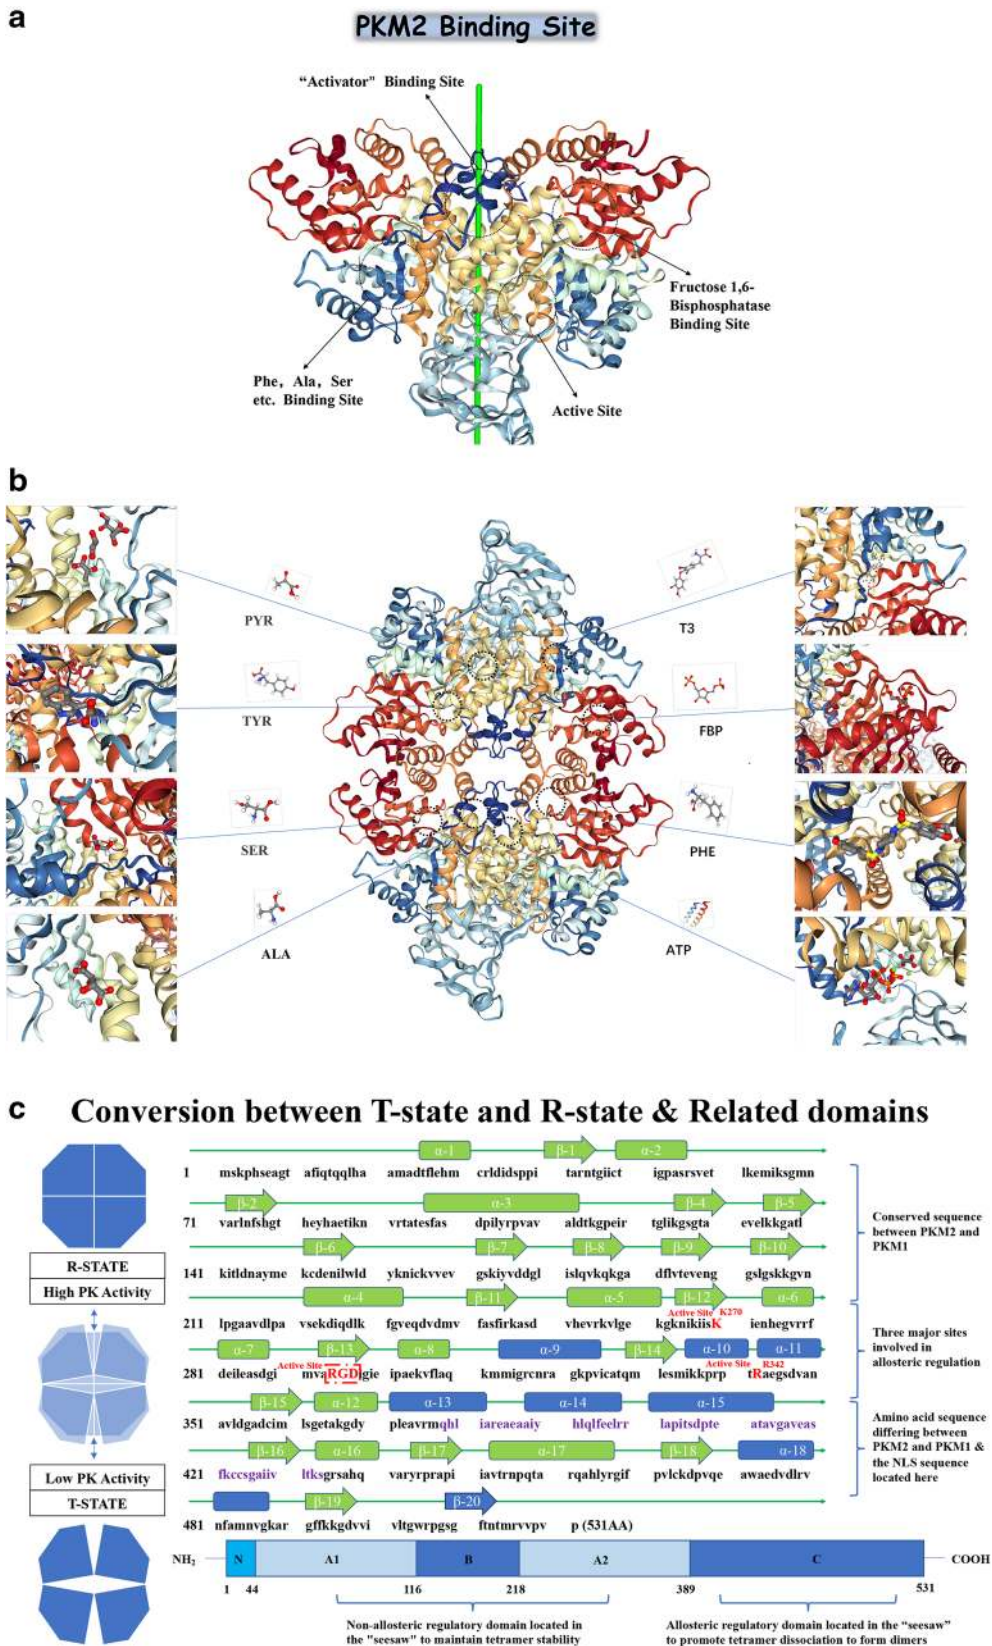 a
PKM2 Binding Site
“Activator” Binding Site
Fructose 1,6-
Bisphosphatase
Binding Site
Phe, Ala, Ser
etc. Binding Site
Active Site
b
PYR
T3
TYR
FBP
SER
PHE
ALA
ATP
c
Conversion between T-state and R-state & Related domains
R-STATE
High PK Activity
Low PK Activity
T-STATE
α-1 β-1 α-2
1 mskphseagt afiqtqqlha amadtflehm crldidsppi tarntgiict igpasrsvet lkemiksgmn
β-2 α-3 β-4 β-5
71 varlnfshgt heyhaetikn vrtatesfas dpilyrpvav aldtkgpeir tglikgsgta evelkkgatl
β-6 β-7 β-8 β-9 β-10
141 kitldnayme kcdenilwld yknickvvev gskiyvddgl islqvkqkga dflvteveng gslgskkgvn
α-4 β-11 α-5 β-12 α-6
Active Site K270
211 lpgaavdlpa vsekdiqdlk fgveqdvdmv fasfirkasd vhevrkvlge kgknikiisK ienhegvrrf
α-7 β-13 α-8 α-9 β-14 α-10 α-11
Active Site Active Site R342
281 deileasdgi mvaRGDlgie ipaekvflaq kmmigrcnra gkpvicatqm lesmikkprp tRaegsdvan
β-15 α-12 α-13 α-14 α-15
351 avldgadcim lsgetakgdy pleavrmqhl iareaeaaiy hlqlfeelrr lapitsdpte atavgaveas
β-16 α-16 β-17 α-17 β-18 α-18
421 fkccsgaiiv ltksgrsahq varyrprapi iavtrnpqta rqahlyrgif pvlckdpvqe awaedvdlrv
β-19 β-20
481 nfamnvgkar gffkkgdvvi vltgwrpgsg ftntmrvvpv p (531AA)
Conserved sequence
between PKM2 and
PKM1
Three major sites
involved in
allosteric regulation
Amino acid sequence
differing between
PKM2 and PKM1 &
the NLS sequence
located here
NH2 N A1 B A2 C COOH
1 44 116 218 389 531
Non-allosteric regulatory domain located in
the "seesaw" to maintain tetramer stability
Allosteric regulatory domain located in the “seesaw”
to promote tetramer dissociation to form dimers